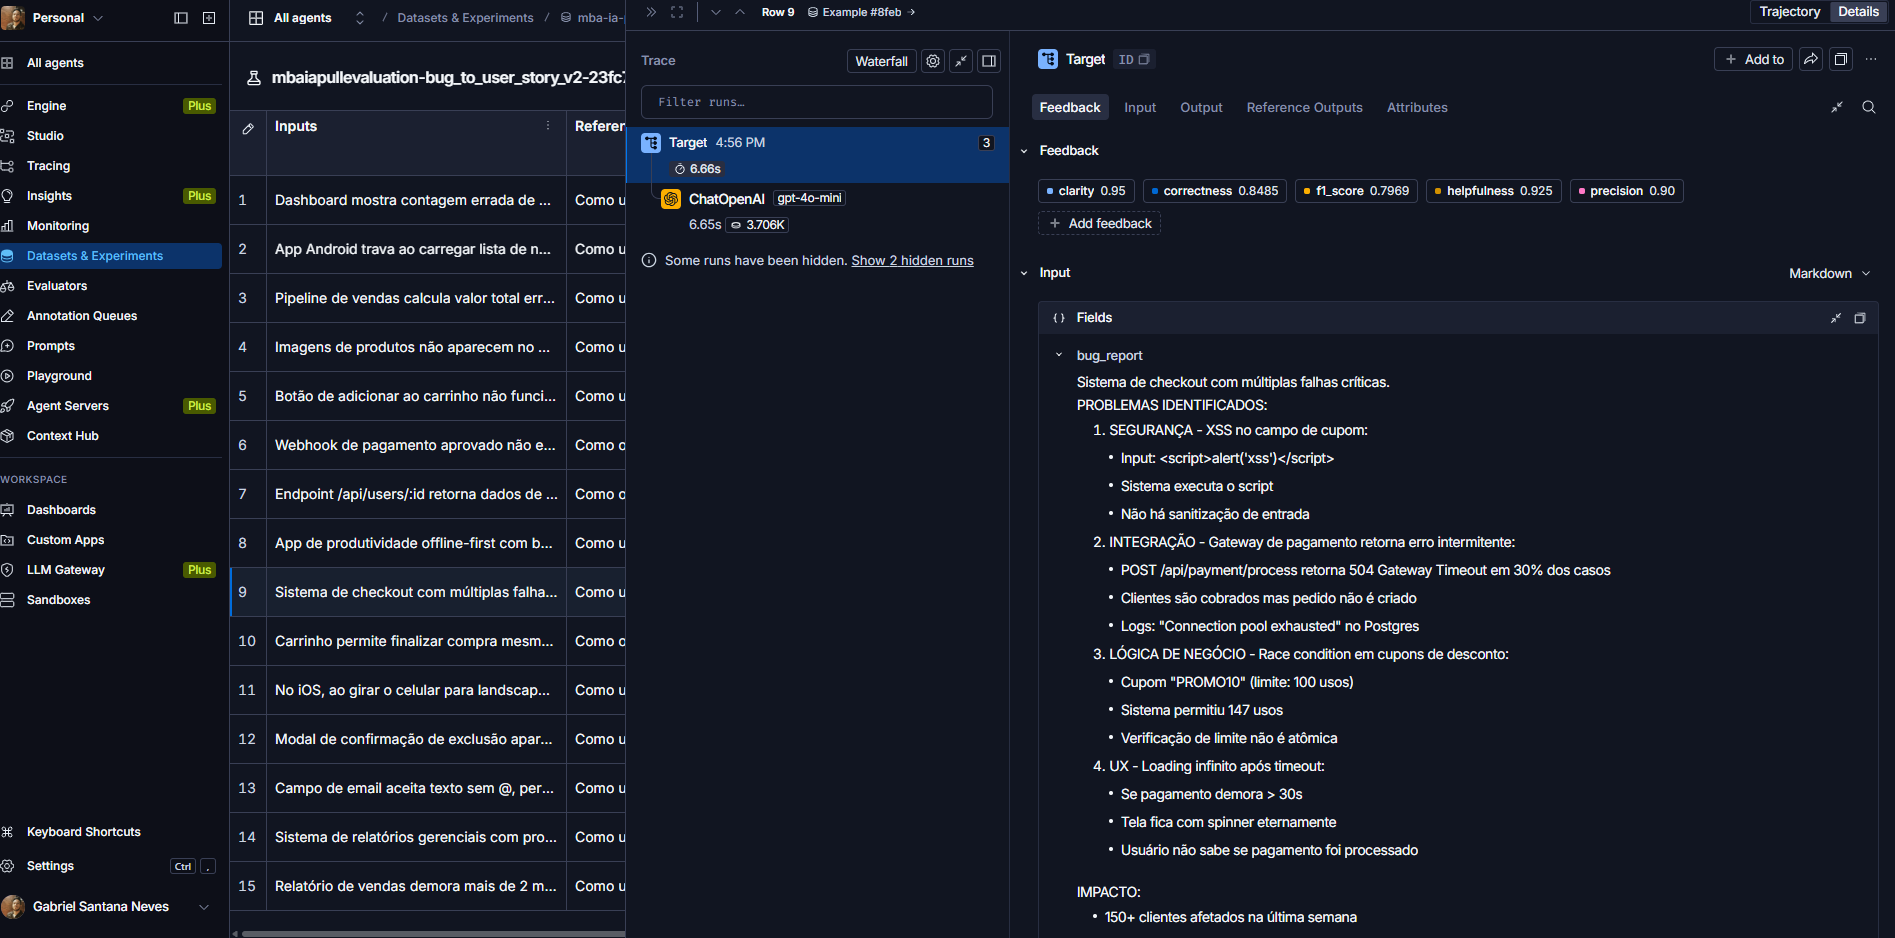 Personal
All agents
Engine
Plus
Studio
Tracing
Insights
Plus
Monitoring
Datasets & Experiments
Evaluators
Annotation Queues
Prompts
Playground
Agent Servers
Plus
Context Hub
WORKSPACE
Dashboards
Custom Apps
LLM Gateway
Plus
Sandboxes
Keyboard Shortcuts
Settings
Ctrl ,
Gabriel Santana Neves
All agents / Datasets & Experiments / mba-ia-
mbaiapullevaluation-bug_to_user_story_v2-23fc7
Inputs
Referen
1 Dashboard mostra contagem errada de ... Como u
2 App Android trava ao carregar lista de n... Como u
3 Pipeline de vendas calcula valor total err... Como u
4 Imagens de produtos não aparecem no ... Como u
5 Botão de adicionar ao carrinho não funci... Como u
6 Webhook de pagamento aprovado não e... Como o
7 Endpoint /api/users/:id retorna dados de ... Como o
8 App de produtividade offline-first com b... Como u
9 Sistema de checkout com múltiplas falha... Como u
10 Carrinho permite finalizar compra mesm... Como o
11 No iOS, ao girar o celular para landscap... Como u
12 Modal de confirmação de exclusão apar... Como u
13 Campo de email aceita texto sem @, per... Como u
14 Sistema de relatórios gerenciais com pro... Como u
15 Relatório de vendas demora mais de 2 m... Como u
Row 9 Example #8feb →
Trajectory Details
Trace
Waterfall
Filter runs…
Target 4:56 PM 3
6.66s
ChatOpenAI gpt-4o-mini
6.65s 3.706K
Some runs have been hidden. Show 2 hidden runs
Target ID
+ Add to
Feedback Input Output Reference Outputs Attributes
Feedback
clarity 0.95 correctness 0.8485 f1_score 0.7969 helpfulness 0.925 precision 0.90
+ Add feedback
Input
Markdown
{} Fields
bug_report
Sistema de checkout com múltiplas falhas críticas.
PROBLEMAS IDENTIFICADOS:
1. SEGURANÇA - XSS no campo de cupom:
• Input: <script>alert('xss')</script>
• Sistema executa o script
• Não há sanitização de entrada
2. INTEGRAÇÃO - Gateway de pagamento retorna erro intermitente:
• POST /api/payment/process retorna 504 Gateway Timeout em 30% dos casos
• Clientes são cobrados mas pedido não é criado
• Logs: "Connection pool exhausted" no Postgres
3. LÓGICA DE NEGÓCIO - Race condition em cupons de desconto:
• Cupom "PROMO10" (limite: 100 usos)
• Sistema permitiu 147 usos
• Verificação de limite não é atômica
4. UX - Loading infinito após timeout:
• Se pagamento demora > 30s
• Tela fica com spinner eternamente
• Usuário não sabe se pagamento foi processado
IMPACTO:
• 150+ clientes afetados na última semana